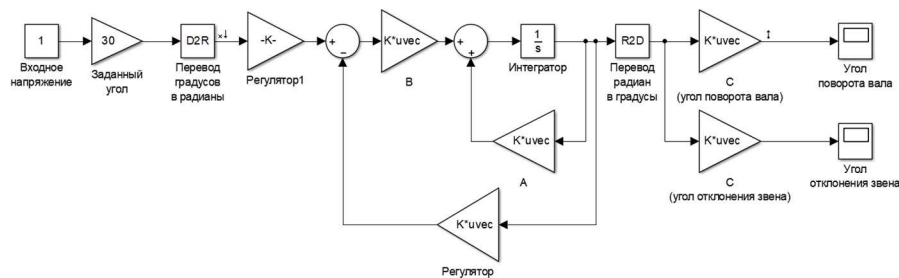 1
Входное
напряжение
30
Заданный
угол
D2R
Перевод
градусов
в радианы
-K-
Регулятор1
+
−
K*uvec
B
+
+
1
s
Интегратор
R2D
Перевод
радиан
в градусы
K*uvec
C
(угол поворота вала)
Угол
поворота вала
K*uvec
A
K*uvec
C
(угол отклонения звена)
Угол
отклонения звена
K*uvec
Регулятор